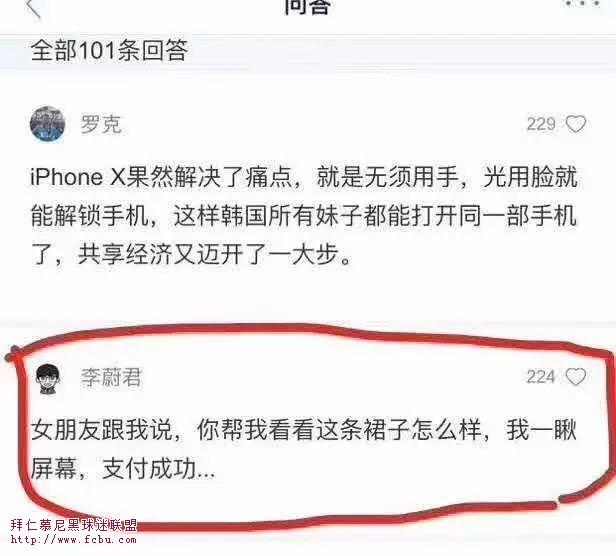 问答
全部101条回答
罗克
229
iPhone X果然解决了痛点，就是无须用手，光用脸就
能解锁手机，这样韩国所有妹子都能打开同一部手机
了，共享经济又迈开了一大步。
李蔚君
224
女朋友跟我说，你帮我看看这条裙子怎么样，我一瞅
屏幕，支付成功...
拜仁慕尼黑球迷联盟
http://www.fcbu.com